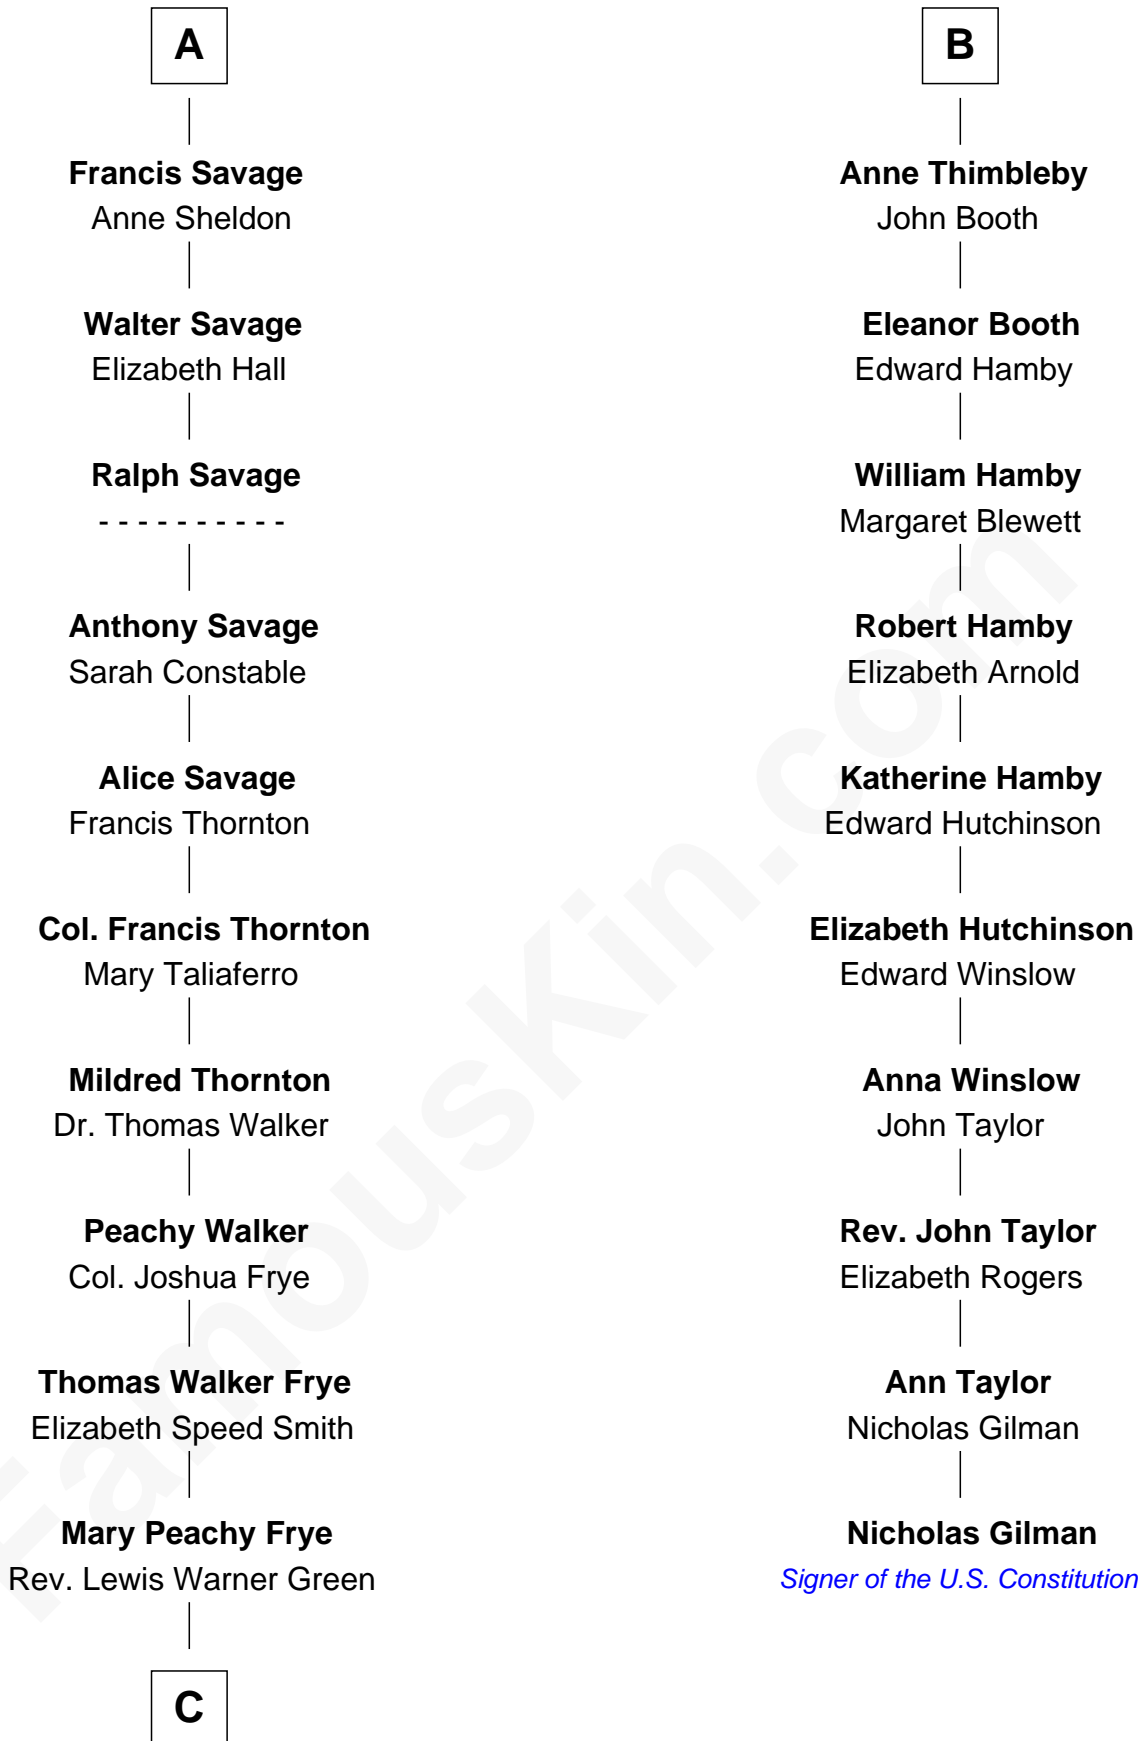 A
Francis Savage
Anne Sheldon
Walter Savage
Elizabeth Hall
Ralph Savage
- - - - - - - - - -
Anthony Savage
Sarah Constable
Alice Savage
Francis Thornton
Col. Francis Thornton
Mary Taliaferro
Mildred Thornton
Dr. Thomas Walker
Peachy Walker
Col. Joshua Frye
Thomas Walker Frye
Elizabeth Speed Smith
Mary Peachy Frye
Rev. Lewis Warner Green
C
B
Anne Thimbleby
John Booth
Eleanor Booth
Edward Hamby
William Hamby
Margaret Blewett
Robert Hamby
Elizabeth Arnold
Katherine Hamby
Edward Hutchinson
Elizabeth Hutchinson
Edward Winslow
Anna Winslow
John Taylor
Rev. John Taylor
Elizabeth Rogers
Ann Taylor
Nicholas Gilman
Nicholas Gilman
Signer of the U.S. Constitution
FamousKin.com